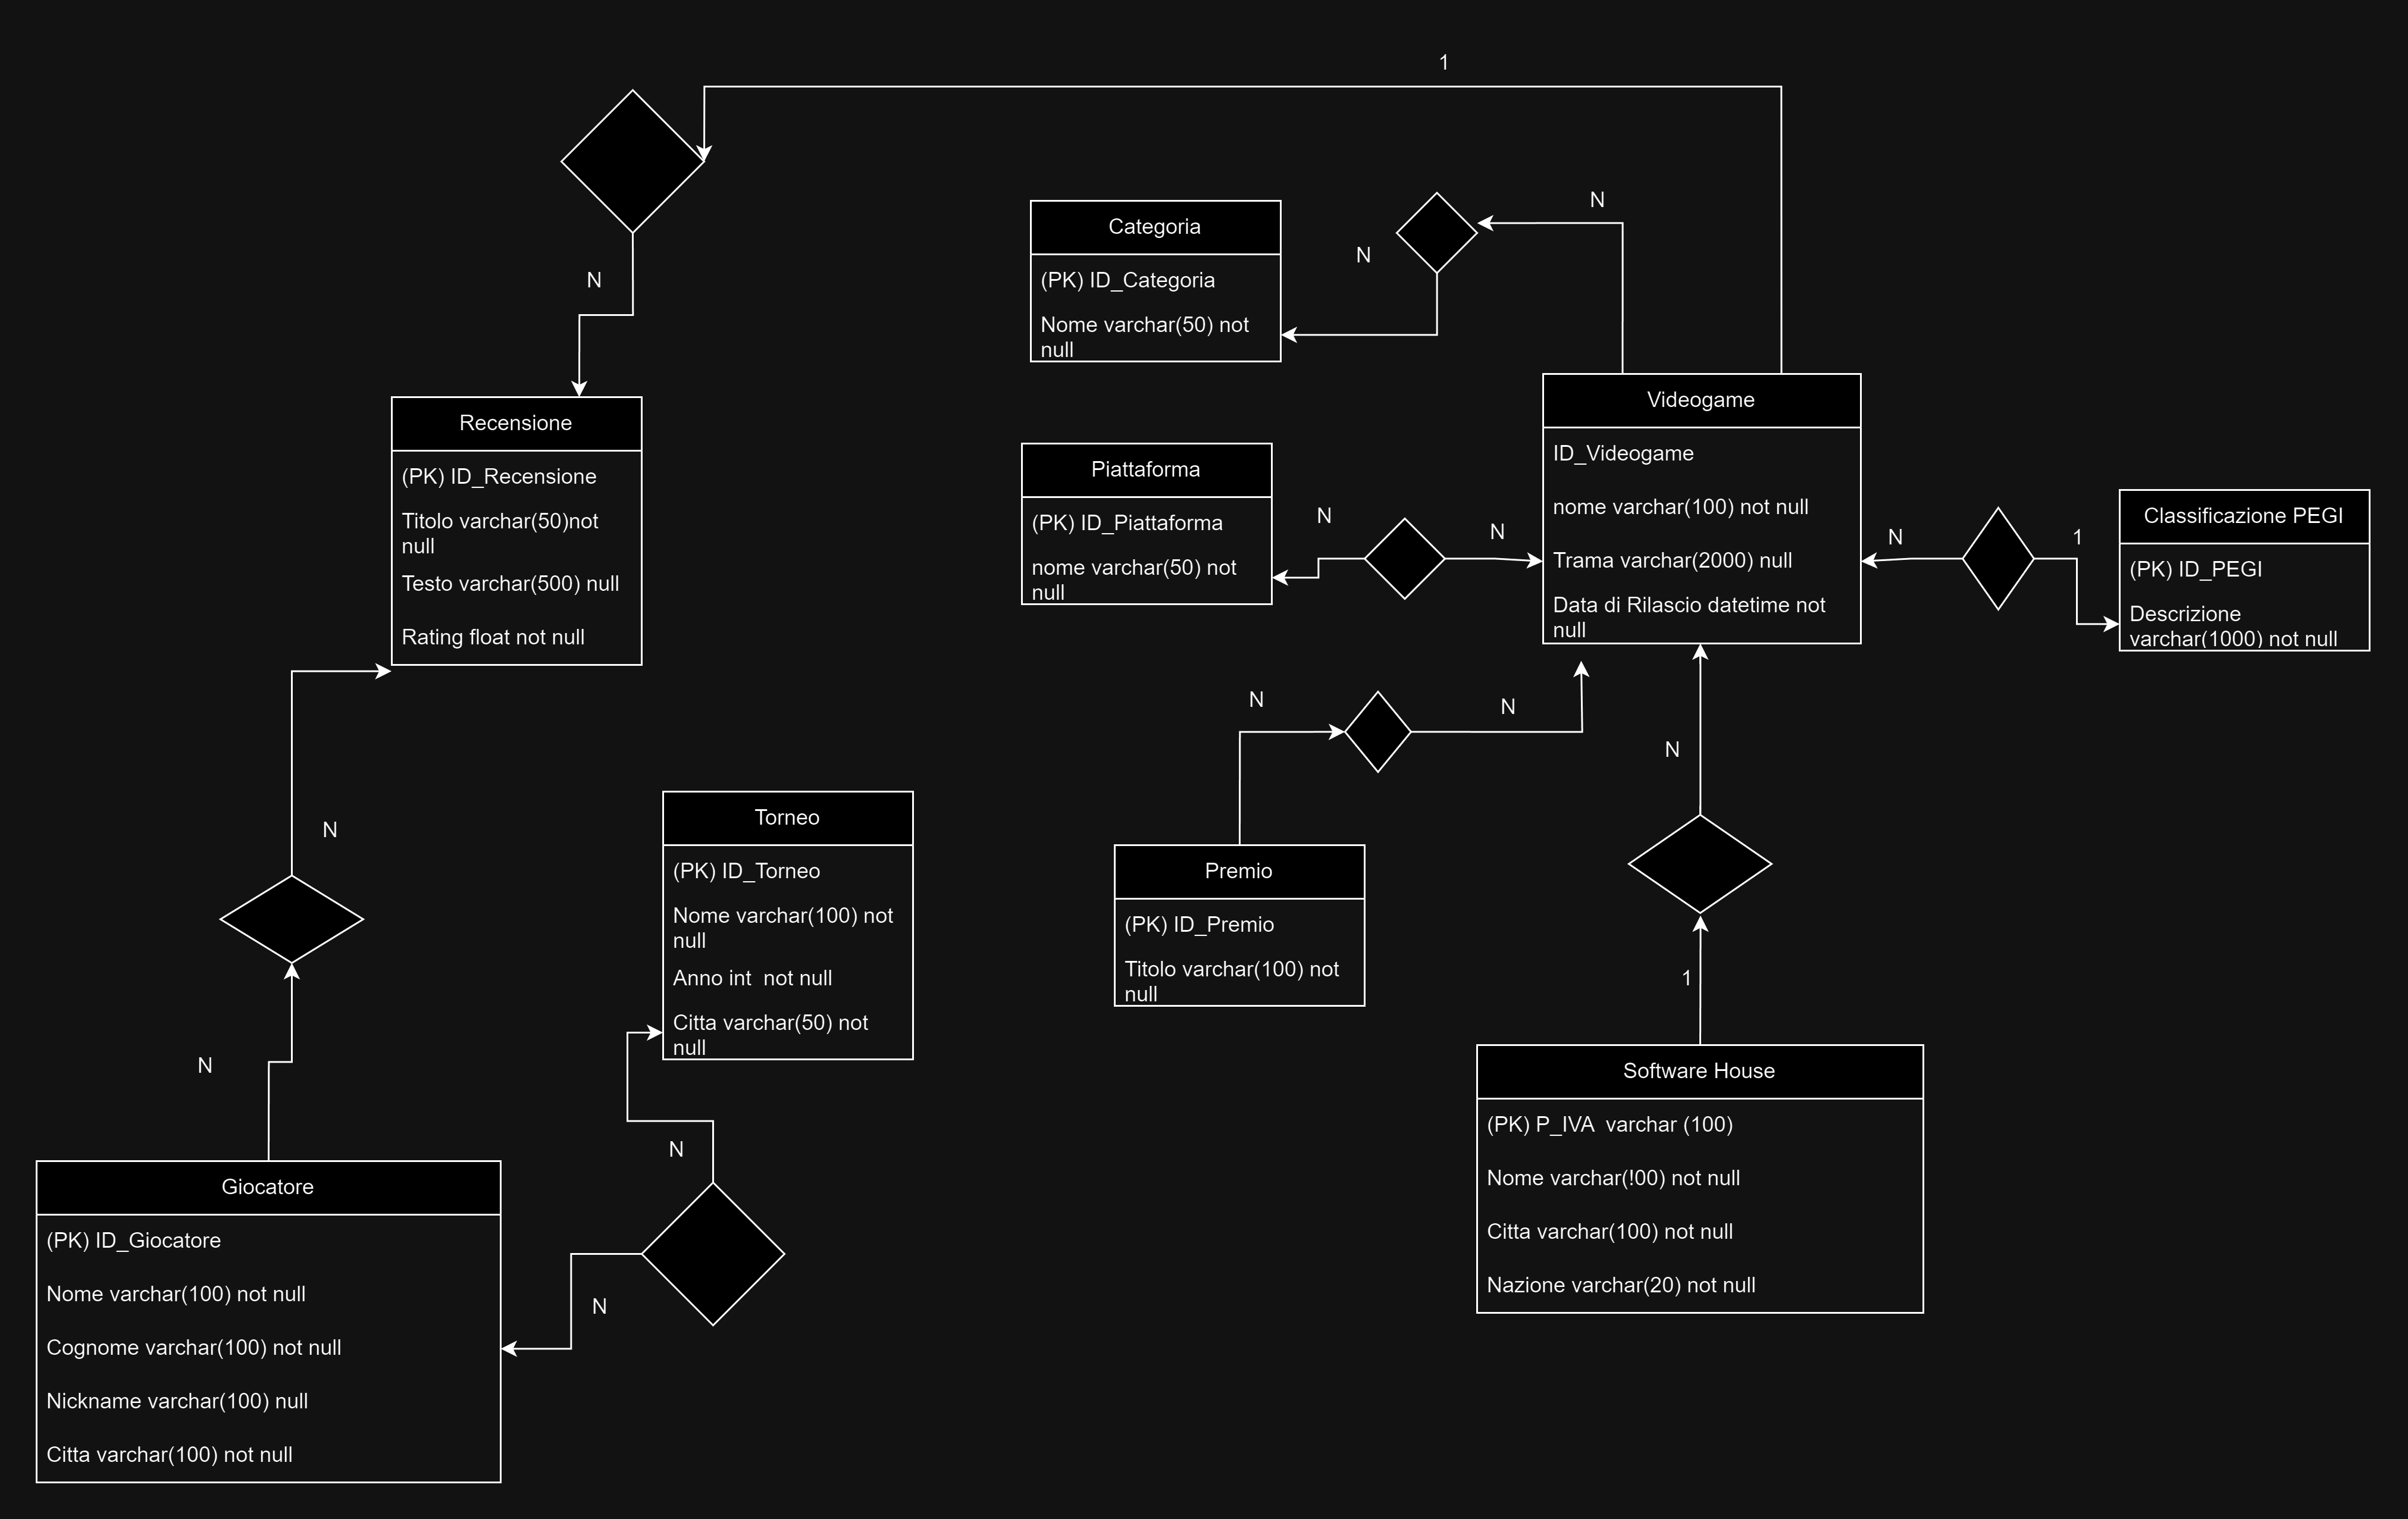 1
N
N
N
Categoria
(PK) ID_Categoria
Nome varchar(50) not
null
Recensione
(PK) ID_Recensione
Titolo varchar(50)not
null
Testo varchar(500) null
Rating float not null
Piattaforma
(PK) ID_Piattaforma
nome varchar(50) not
null
N
N
Videogame
ID_Videogame
nome varchar(100) not null
Trama varchar(2000) null
Data di Rilascio datetime not
null
N
1
Classificazione PEGI
(PK) ID_PEGI
Descrizione
varchar(1000) not null
N
N
N
N
Torneo
(PK) ID_Torneo
Nome varchar(100) not
null
Anno int  not null
Citta varchar(50) not
null
Premio
(PK) ID_Premio
Titolo varchar(100) not
null
1
N
N
N
Software House
(PK) P_IVA  varchar (100)
Nome varchar(!00) not null
Citta varchar(100) not null
Nazione varchar(20) not null
Giocatore
(PK) ID_Giocatore
Nome varchar(100) not null
Cognome varchar(100) not null
Nickname varchar(100) null
Citta varchar(100) not null